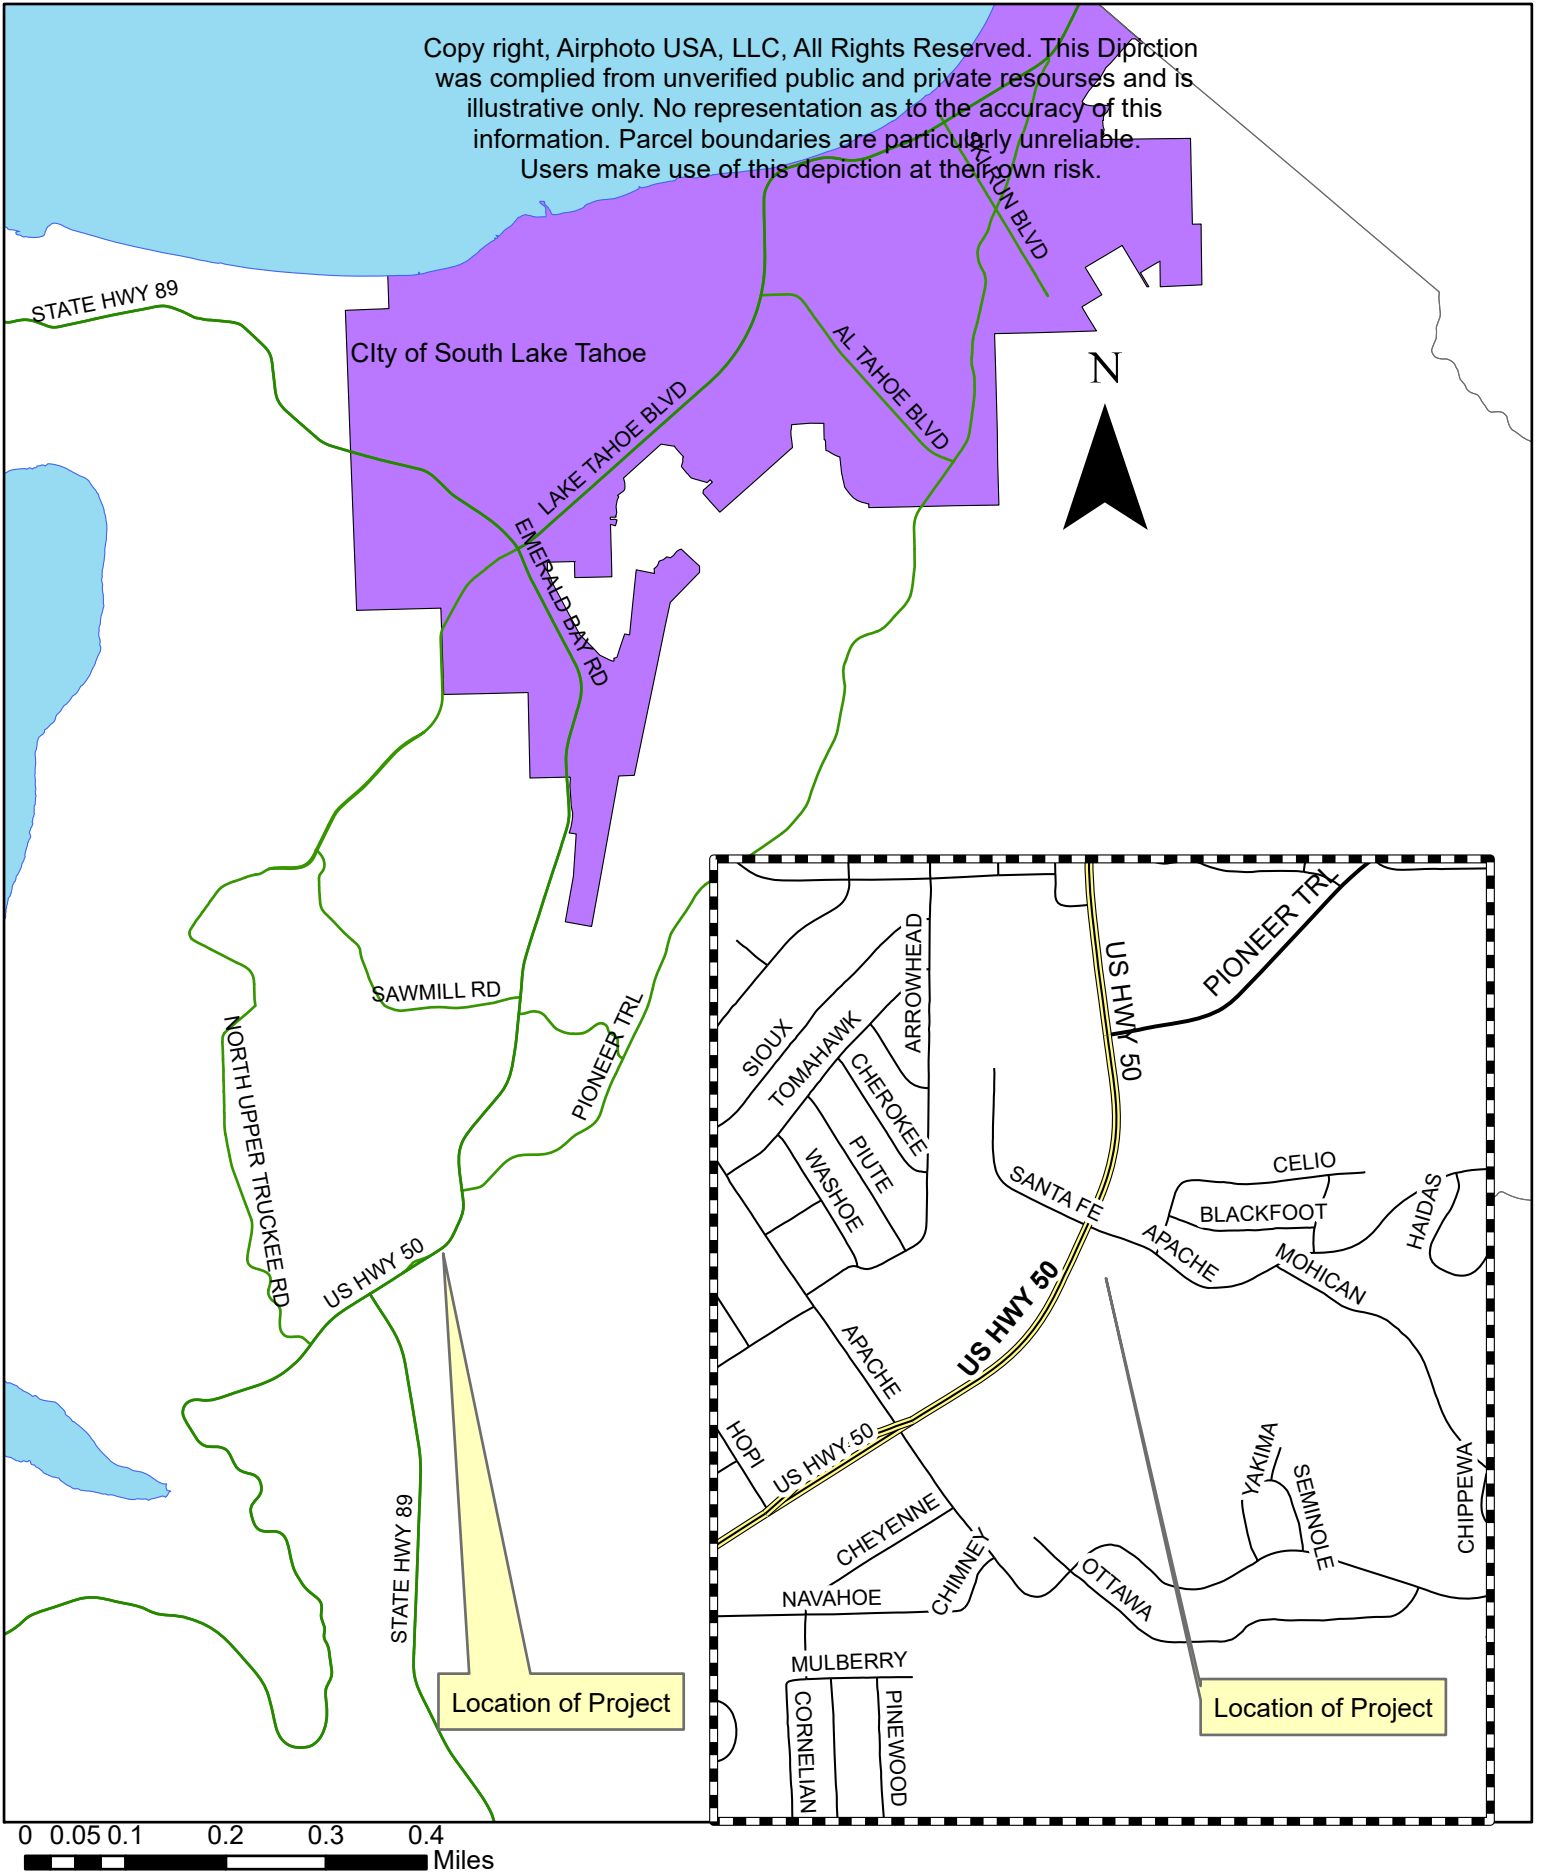 Copy right, Airphoto USA, LLC, All Rights Reserved. This Dipiction
was complied from unverified public and private resourses and is
illustrative only. No representation as to the accuracy of this
information. Parcel boundaries are particularly unreliable.
Users make use of this depiction at their own risk.
SKI RUN BLVD
STATE HWY 89
CIty of South Lake Tahoe
AL TAHOE BLVD
N
LAKE TAHOE BLVD
EMERALD BAY RD
SAWMILL RD
PIONEER TRL
NORTH UPPER TRUCKEE RD
US HWY 50
STATE HWY 89
Location of Project
PIONEER TRL
US HWY 50
ARROWHEAD
SIOUX
TOMAHAWK
CHEROKEE
PIUTE
WASHOE
SANTA FE
CELIO
BLACKFOOT
HAIDAS
APACHE
MOHICAN
US HWY 50
APACHE
HOPI
US HWY 50
YAKIMA
SEMINOLE
CHIPPEWA
CHEYENNE
CHIMNEY
OTTAWA
NAVAHOE
MULBERRY
CORNELIAN
PINEWOOD
Location of Project
0 0.05 0.1 0.2 0.3 0.4
Miles